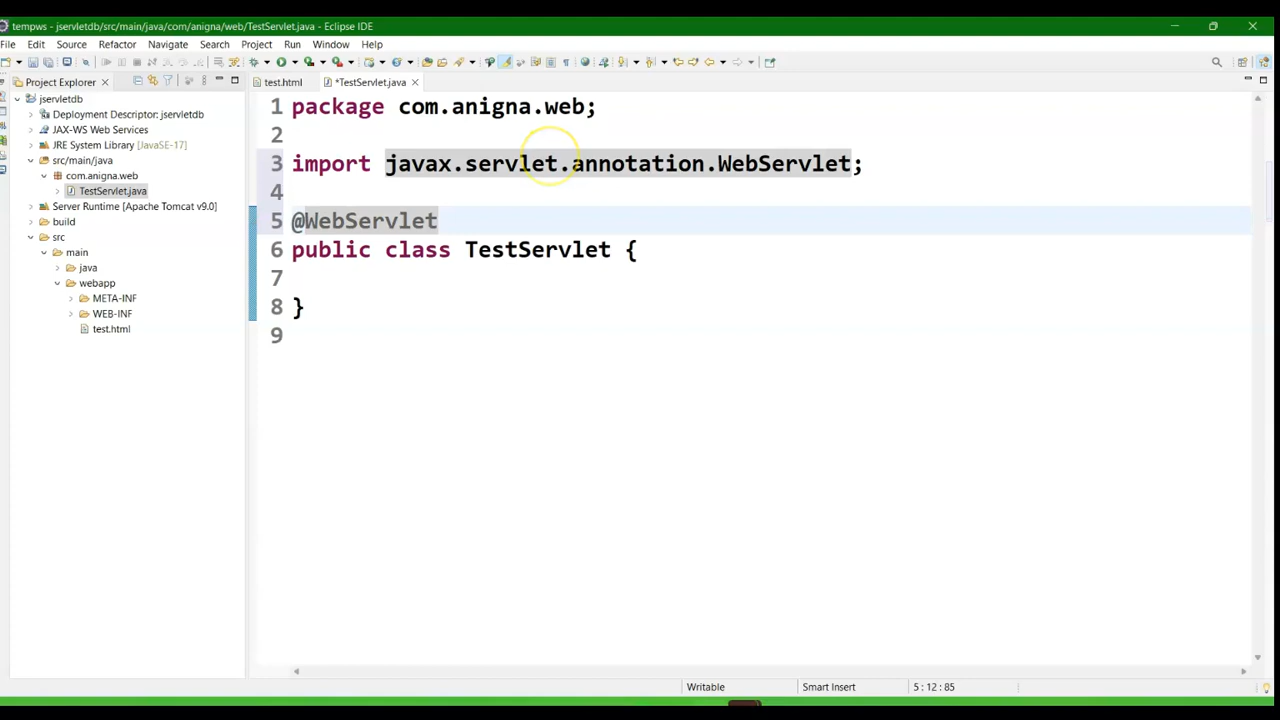 tempws - jservletdb/src/main/java/com/anigna/web/TestServlet.java - Eclipse IDE
File Edit Source Refactor Navigate Search Project Run Window Help
Project Explorer
test.html
*TestServlet.java
jservletdb
Deployment Descriptor: jservletdb
JAX-WS Web Services
JRE System Library [JavaSE-17]
src/main/java
com.anigna.web
TestServlet.java
Server Runtime [Apache Tomcat v9.0]
build
src
main
java
webapp
META-INF
WEB-INF
test.html
1 package com.anigna.web;
2
3 import javax.servlet.annotation.WebServlet;
4
5 @WebServlet
6 public class TestServlet {
7
8 }
9
Writable Smart Insert 5 : 12 : 85